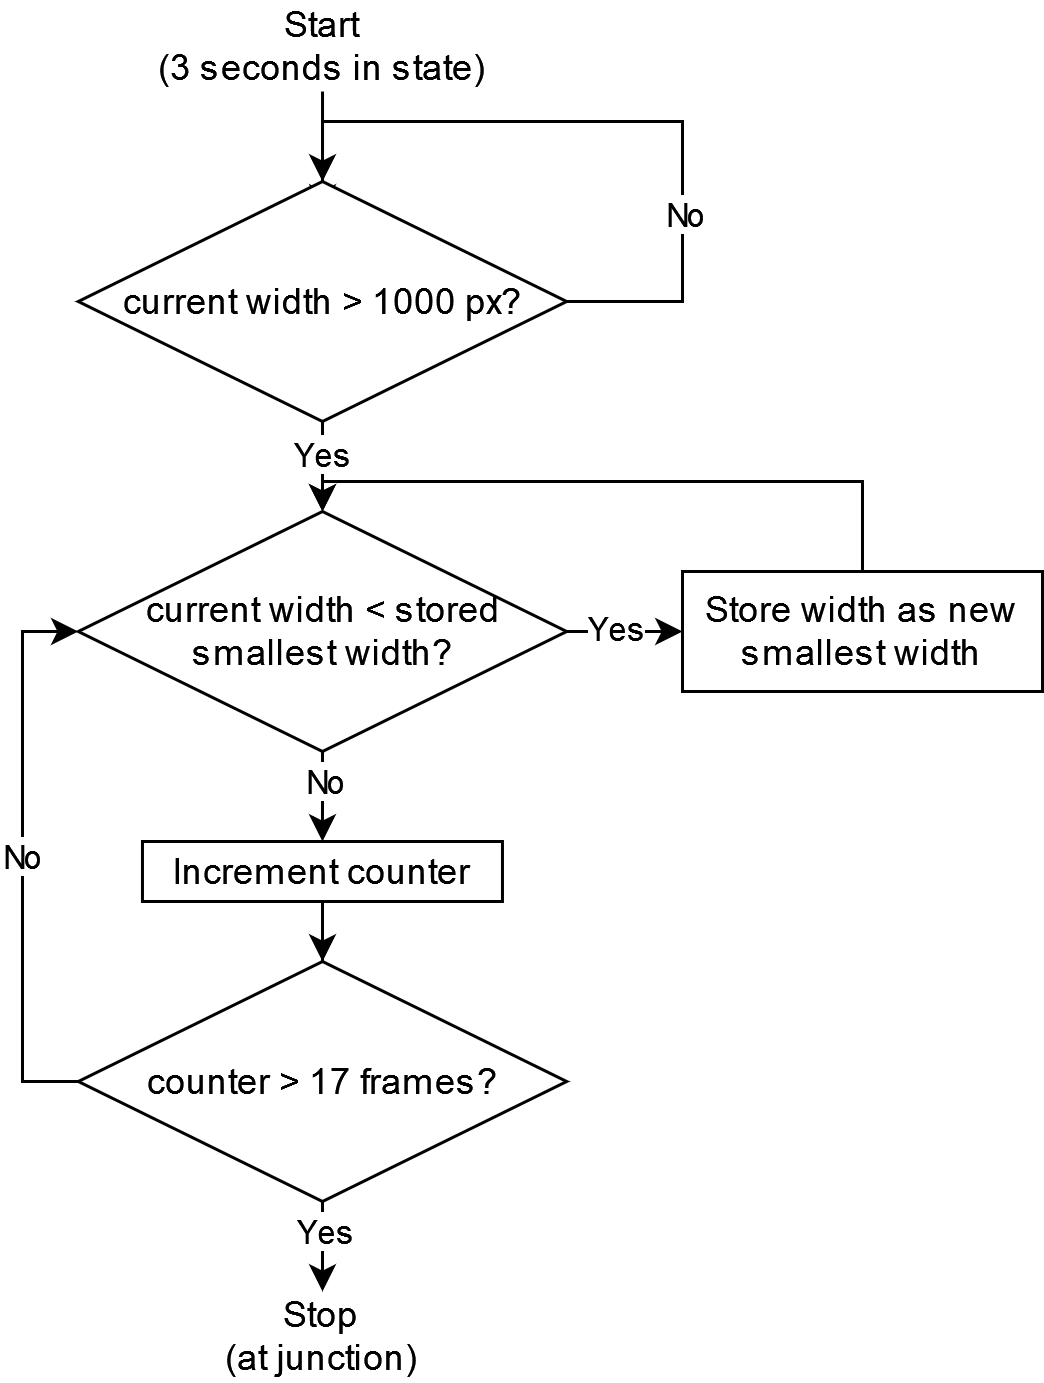 Start
(3 seconds in state)
No
current width > 1000 px?
Yes
current width < stored
smallest width?
Yes
Store width as new
smallest width
No
Increment counter
No
counter > 17 frames?
Yes
Stop
(at junction)